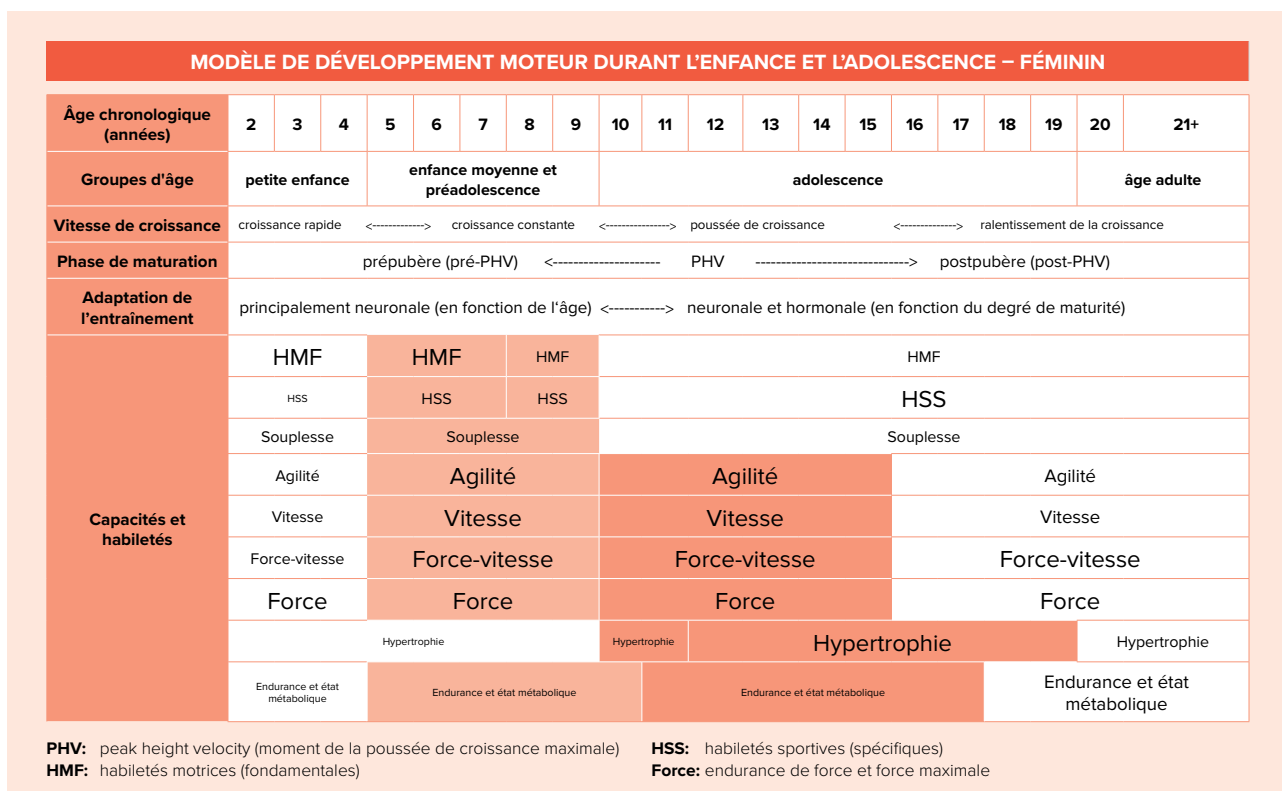 MODÈLE DE DÉVELOPPEMENT MOTEUR DURANT L'ENFANCE ET L'ADOLESCENCE – FÉMININ
Âge chronologique
(années)
2 3 4 5 6 7 8 9 10 11 12 13 14 15 16 17 18 19 20 21+
Groupes d'âge
petite enfance
enfance moyenne et
préadolescence
adolescence
âge adulte
Vitesse de croissance
croissance rapide <-------------> croissance constante <---------------> poussée de croissance <-------------> ralentissement de la croissance
Phase de maturation
prépubère (pré-PHV) <--------------------- PHV ------------------------------> postpubère (post-PHV)
Adaptation de
l'entraînement
principalement neuronale (en fonction de l'âge) <-----------> neuronale et hormonale (en fonction du degré de maturité)
Capacités et
habiletés
HMF HMF HMF HMF
HSS HSS HSS HSS
Souplesse Souplesse Souplesse
Agilité Agilité Agilité Agilité
Vitesse Vitesse Vitesse Vitesse
Force-vitesse Force-vitesse Force-vitesse Force-vitesse
Force Force Force Force
Hypertrophie Hypertrophie Hypertrophie Hypertrophie
Endurance et état
métabolique
Endurance et état métabolique
Endurance et état métabolique
Endurance et état
métabolique
PHV: peak height velocity (moment de la poussée de croissance maximale)
HMF: habiletés motrices (fondamentales)
HSS: habiletés sportives (spécifiques)
Force: endurance de force et force maximale